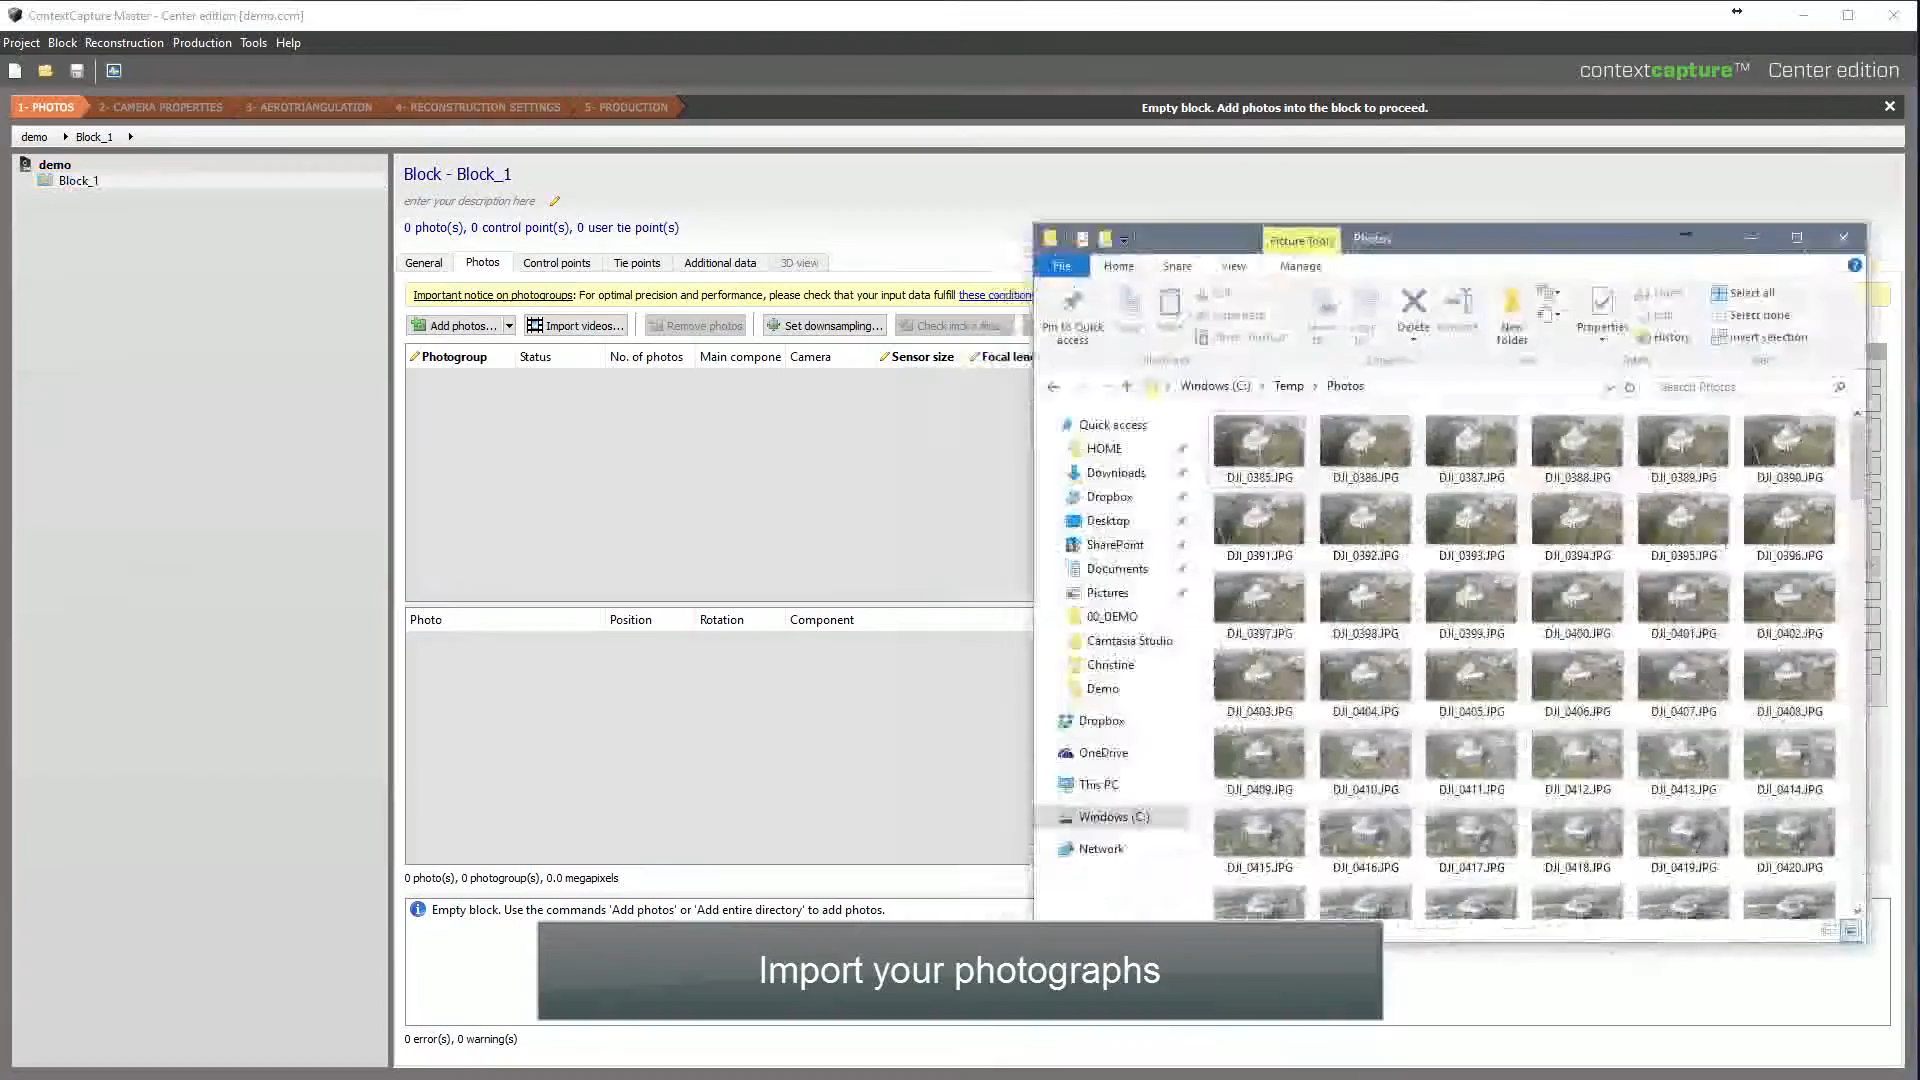 ContextCapture Master - Center edition [demo.ccm]
Project Block Reconstruction Production Tools Help
contextcapture™ Center edition
1- PHOTOS 2- CAMERA PROPERTIES 3- AEROTRIANGULATION 4- RECONSTRUCTION SETTINGS 5- PRODUCTION
Empty block. Add photos into the block to proceed.
demo Block_1
demo
Block_1
Block - Block_1
enter your description here
0 photo(s), 0 control point(s), 0 user tie point(s)
General Photos Control points Tie points Additional data 3D view
Important notice on photogroups: For optimal precision and performance, please check that your input data fulfill these condition
Add photos... Import videos... Remove photos Set downsampling...
Photogroup Status No. of photos Main compone Camera Sensor size Focal len
Photo Position Rotation Component
0 photo(s), 0 photogroup(s), 0.0 megapixels
Empty block. Use the commands 'Add photos' or 'Add entire directory' to add photos.
0 error(s), 0 warning(s)
Picture Tools Photos
File Home Share View Manage
Pin to Quick access
Delete
New folder
Properties
History
Select all
Select none
Invert selection
Windows (C:) Temp Photos
Search Photos
Quick access
HOME
Downloads
Dropbox
Desktop
SharePoint
Documents
Pictures
00_DEMO
Camtasia Studio
Christine
Demo
Dropbox
OneDrive
This PC
Windows (C:)
Network
DJI_0385.JPG DJI_0386.JPG DJI_0387.JPG DJI_0388.JPG DJI_0389.JPG DJI_0390.JPG
DJI_0391.JPG DJI_0392.JPG DJI_0393.JPG DJI_0394.JPG DJI_0395.JPG DJI_0396.JPG
DJI_0397.JPG DJI_0398.JPG DJI_0399.JPG DJI_0400.JPG DJI_0401.JPG DJI_0402.JPG
DJI_0403.JPG DJI_0404.JPG DJI_0405.JPG DJI_0406.JPG DJI_0407.JPG DJI_0408.JPG
DJI_0409.JPG DJI_0410.JPG DJI_0411.JPG DJI_0412.JPG DJI_0413.JPG DJI_0414.JPG
DJI_0415.JPG DJI_0416.JPG DJI_0417.JPG DJI_0418.JPG DJI_0419.JPG DJI_0420.JPG
Import your photographs